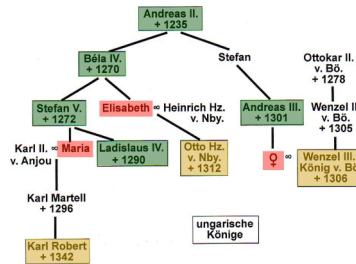 Andreas II.
+ 1235
Béla IV.
+ 1270
Stefan
Ottokar II.
v. Bö.
+ 1278
Stefan V.
+ 1272
Elisabeth ∞ Heinrich Hz.
v. Nby.
Andreas III.
+ 1301
Wenzel II
v. Bö.
+ 1305
Karl II. ∞ Maria
v. Anjou
Ladislaus IV.
+ 1290
Otto Hz.
v. Nby.
+ 1312
♀ ∞
Wenzel III.
König v. Bö.
+ 1306
Karl Martell
+ 1296
Karl Robert
+ 1342
ungarische
Könige